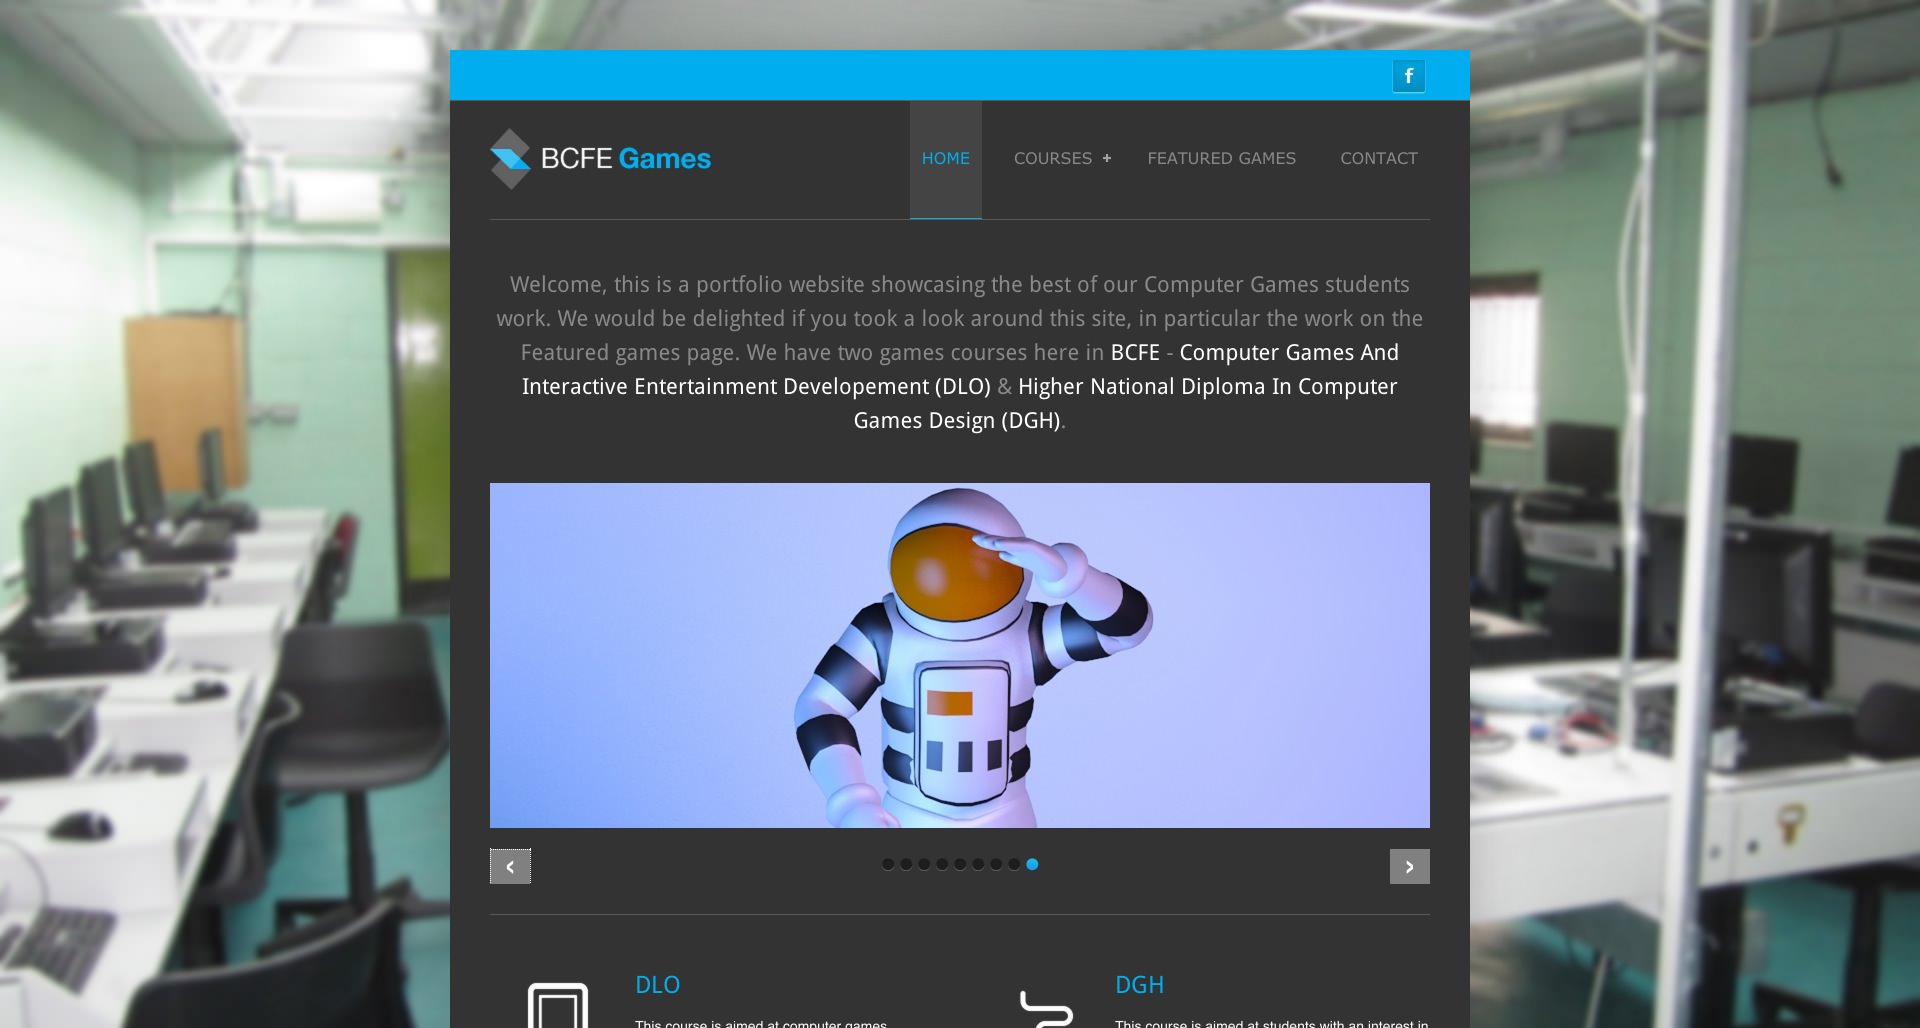 f
BCFE Games
HOME
COURSES +
FEATURED GAMES
CONTACT
Welcome, this is a portfolio website showcasing the best of our Computer Games students
work. We would be delighted if you took a look around this site, in particular the work on the
Featured games page. We have two games courses here in BCFE - Computer Games And
Interactive Entertainment Developement (DLO) & Higher National Diploma In Computer
Games Design (DGH).
DLO
This course is aimed at computer games
DGH
This course is aimed at students with an interest in